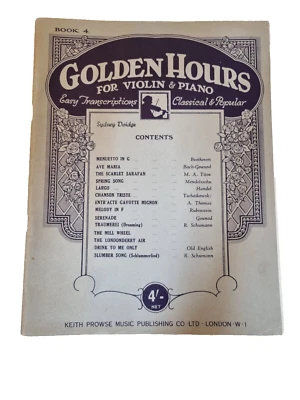 BOOK 4.
GOLDEN HOURS
FOR VIOLIN & PIANO
Easy Transcriptions Classical & Popular
Sydney Doidge
CONTENTS
MENUETTO IN G - - - Beethoven
AVE MARIA - - - Bach-Gounod
THE SCARLET SARAFAN - - - M. A. Titow
SPRING SONG - - - Mendelssohn
LARGO - - - Handel
CHANSON TRISTE - - - Tschaikowsky
ENTR'ACTE GAVOTTE MIGNON - - - A. Thomas
MELODY IN F - - - Rubinstein
SERENADE - - - Gounod
TRAUMEREI (Dreaming) - - - R. Schumann
THE MILL WHEEL
THE LONDONDERRY AIR
DRINK TO ME ONLY - - - Old English
SLUMBER SONG (Schlummerlied) - - - R. Schumann
4/-
NET
KEITH PROWSE MUSIC PUBLISHING CO·LTD·LONDON·W·1